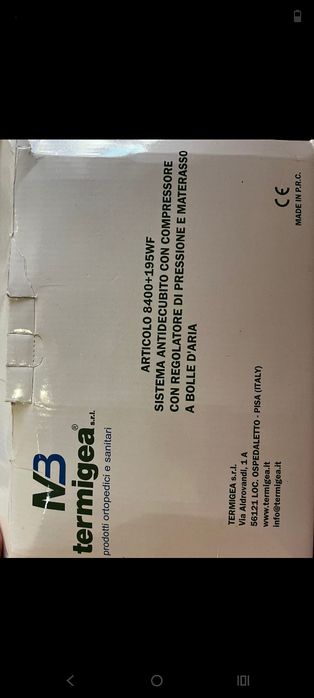 MB
termigea® s.r.l.
prodotti ortopedici e sanitari
ARTICOLO 8400+195WF
SISTEMA ANTIDECUBITO CON COMPRESSORE
CON REGOLATORE DI PRESSIONE E MATERASSO
A BOLLE D'ARIA
TERMIGEA s.r.l.
Via Aldrovandi, 1 A
56121 LOC. OSPEDALETTO - PISA (ITALY)
www.termigea.it
info@termigea.it
CE
MADE IN P.R.C.